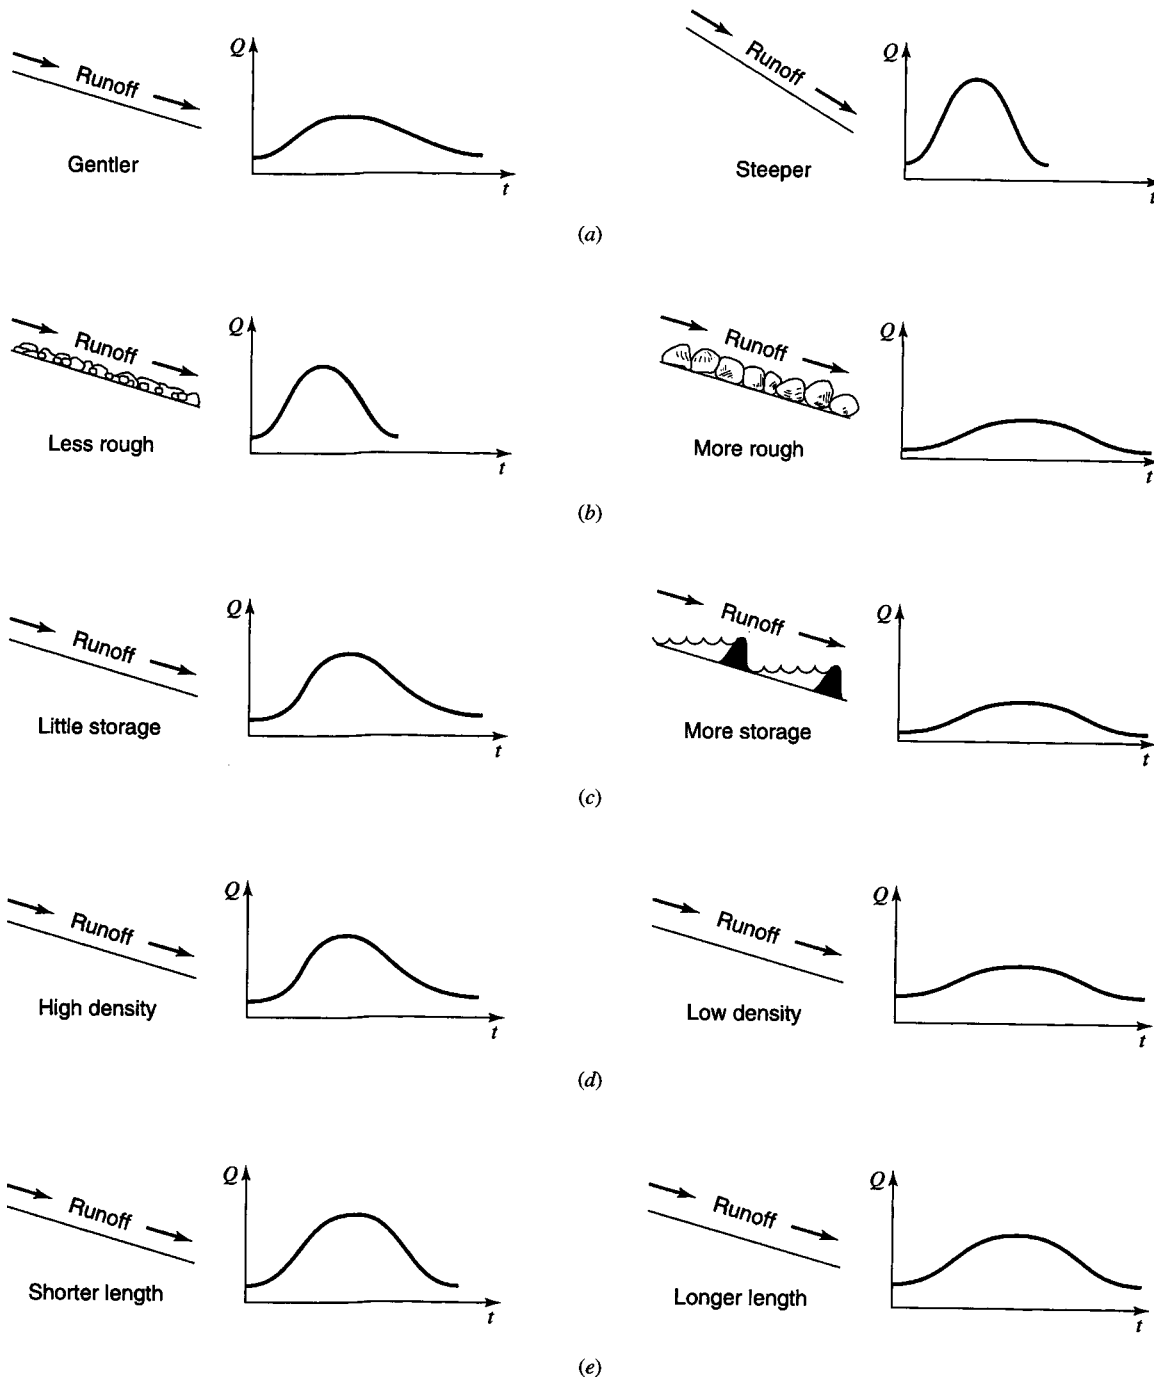 Runoff
Gentler
Q
t
Runoff
Steeper
Q
t
(a)
Runoff
Less rough
Q
t
Runoff
More rough
Q
t
(b)
Runoff
Little storage
Q
t
Runoff
More storage
Q
t
(c)
Runoff
High density
Q
t
Runoff
Low density
Q
t
(d)
Runoff
Shorter length
Q
t
Runoff
Longer length
Q
t
(e)